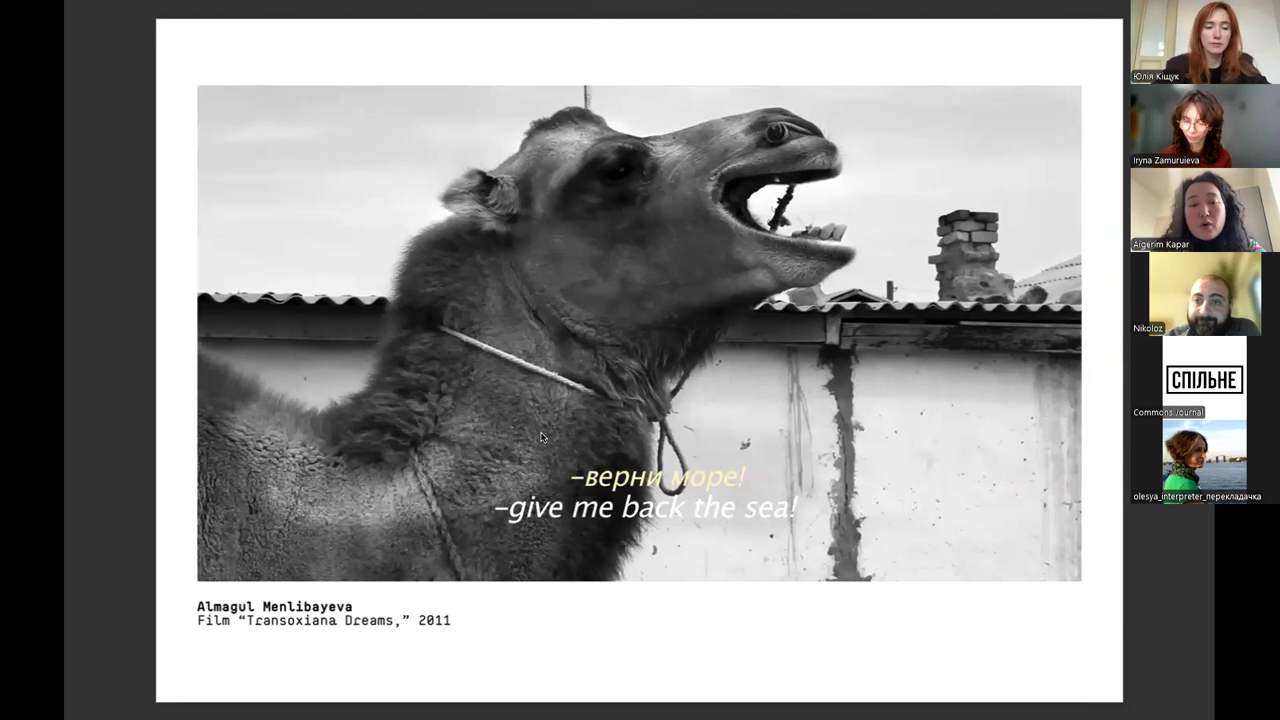 –верни море!
–give me back the sea!
Almagul Menlibayeva
Film “Transoxiana Dreams,” 2011
Юлія Кіщук
Iryna Zamuruieva
Aigerim Kapar
Nikoloz
СПІЛЬНЕ
Commons Journal
olesya_interpreter_перекладачка